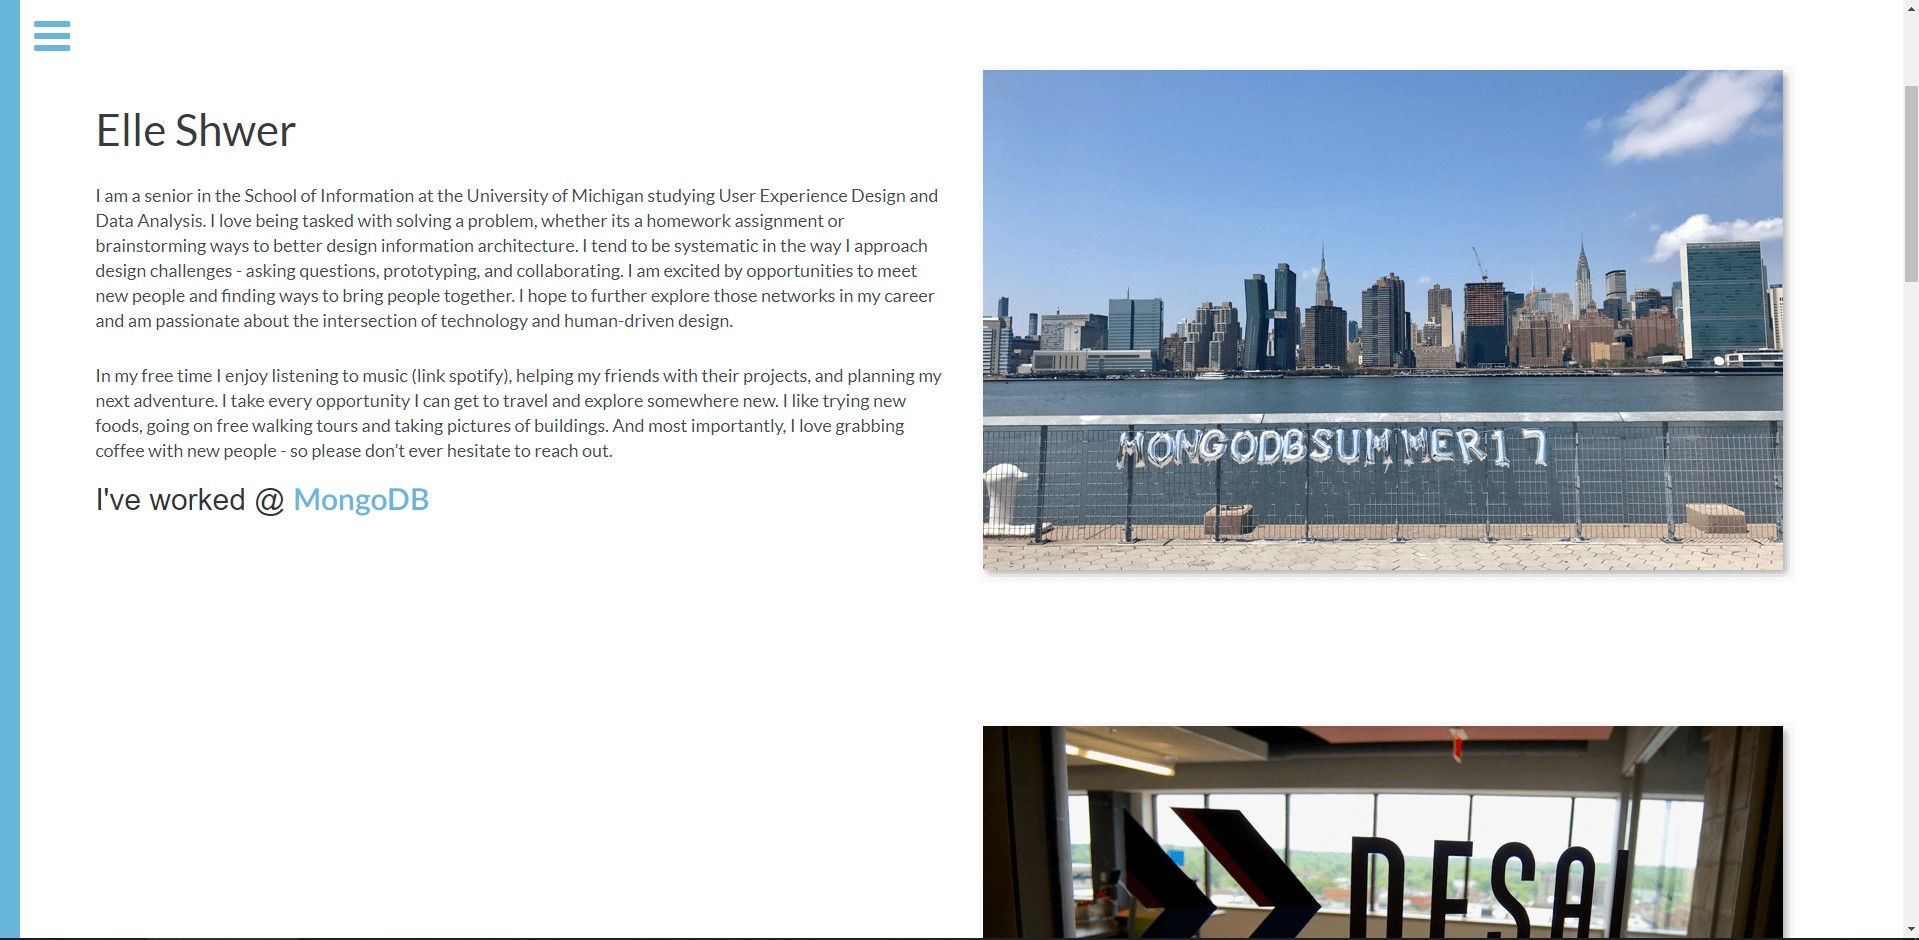 Elle Shwer
I am a senior in the School of Information at the University of Michigan studying User Experience Design and
Data Analysis. I love being tasked with solving a problem, whether its a homework assignment or
brainstorming ways to better design information architecture. I tend to be systematic in the way I approach
design challenges - asking questions, prototyping, and collaborating. I am excited by opportunities to meet
new people and finding ways to bring people together. I hope to further explore those networks in my career
and am passionate about the intersection of technology and human-driven design.
In my free time I enjoy listening to music (link spotify), helping my friends with their projects, and planning my
next adventure. I take every opportunity I can get to travel and explore somewhere new. I like trying new
foods, going on free walking tours and taking pictures of buildings. And most importantly, I love grabbing
coffee with new people - so please don’t ever hesitate to reach out.
I've worked @ MongoDB
MONGODBSUMMER17
DESA